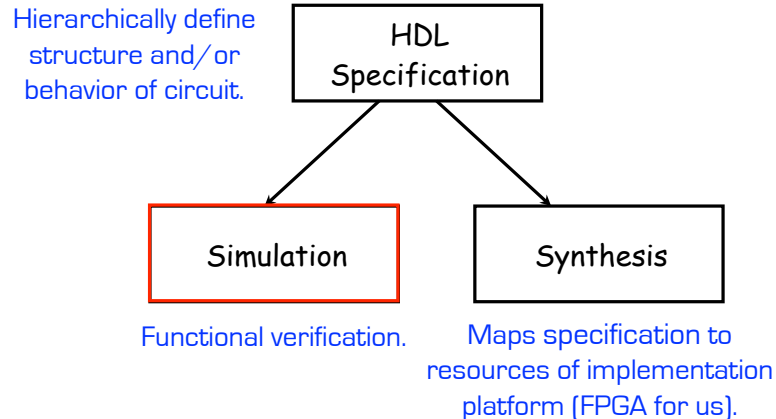 Hierarchically define
structure and/or
behavior of circuit.
HDL
Specification
Simulation
Synthesis
Functional verification.
Maps specification to
resources of implementation
platform (FPGA for us).